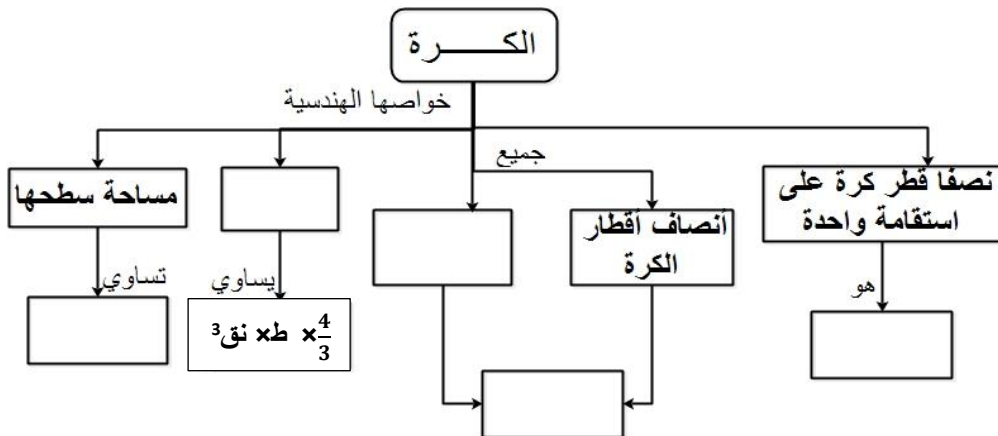 الكـــــــرة
خواصها الهندسية
جميع
نصفا قطر كرة على
استقامة واحدة
أنصاف أقطار
الكرة
مساحة سطحها
هو
يساوي
تساوي
4/3 × ط× نق³